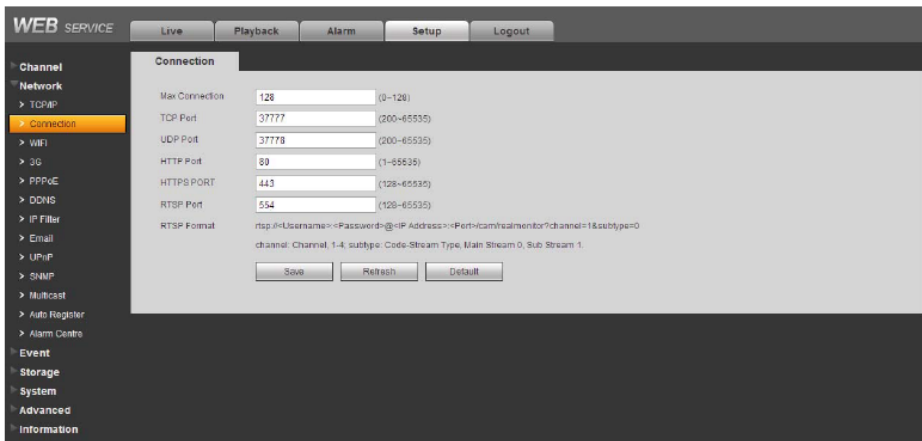 WEB SERVICE
Live Playback Alarm Setup Logout
Channel
Network
> TCP/IP
> Connection
> WIFI
> 3G
> PPPoE
> DDNS
> IP Filter
> Email
> UPnP
> SNMP
> Multicast
> Auto Register
> Alarm Centre
Event
Storage
System
Advanced
Information
Connection
Max Connection 128 (0~128)
TCP Port 37777 (200~65535)
UDP Port 37778 (200~65535)
HTTP Port 80 (1~65535)
HTTPS PORT 443 (128~65535)
RTSP Port 554 (128~65535)
RTSP Format rtsp://<Username>:<Password>@<IP Address>:<Port>/cam/realmonitor?channel=1&subtype=0
channel: Channel, 1-4; subtype: Code-Stream Type, Main Stream 0, Sub Stream 1.
Save Refresh Default